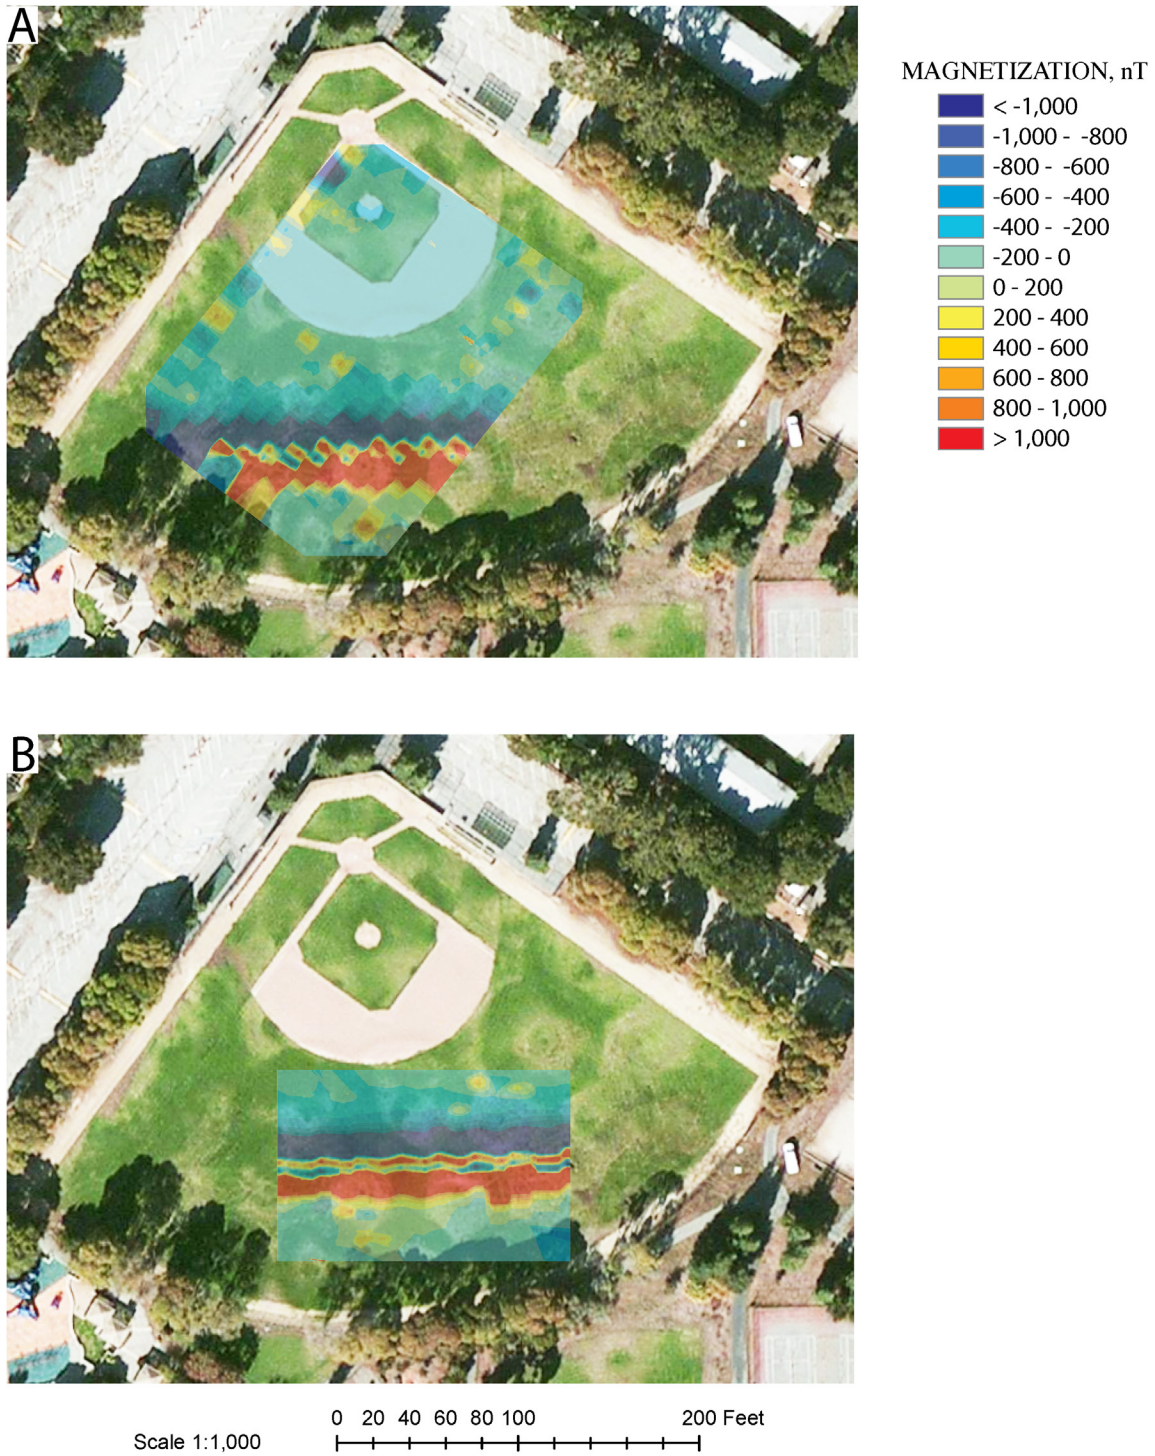 A
MAGNETIZATION, nT
< -1,000
-1,000 - -800
-800 - -600
-600 - -400
-400 - -200
-200 - 0
0 - 200
200 - 400
400 - 600
600 - 800
800 - 1,000
> 1,000
B
0 20 40 60 80 100 200 Feet
Scale 1:1,000